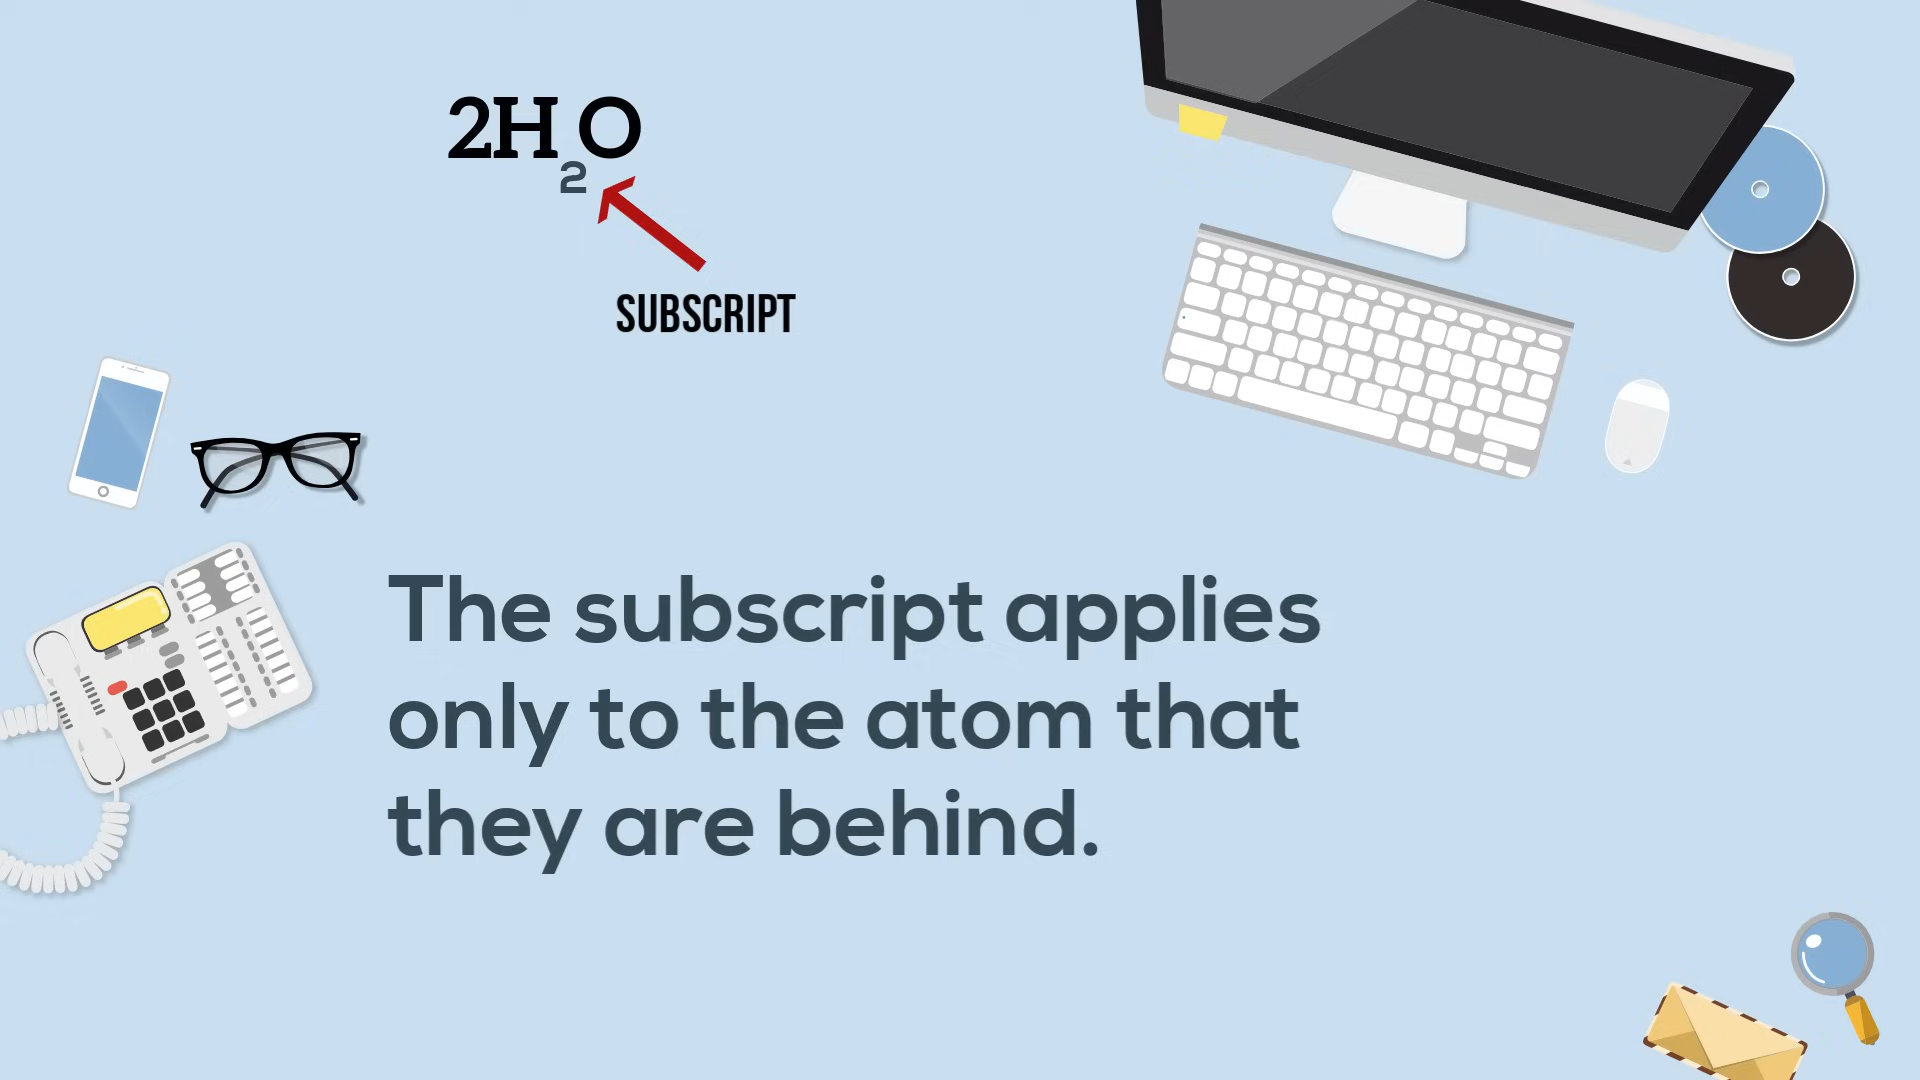 2H₂O
SUBSCRIPT
The subscript applies
only to the atom that
they are behind.